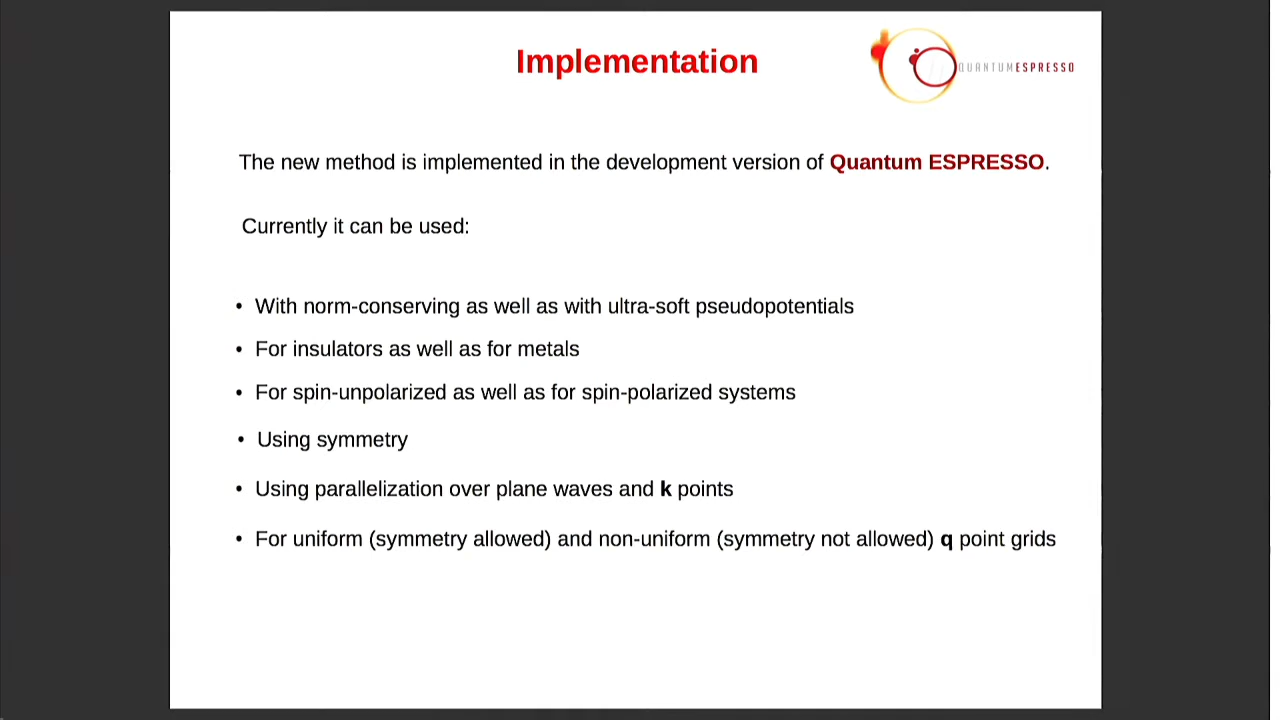 Implementation
QUANTUMESPRESSO
The new method is implemented in the development version of Quantum ESPRESSO.
Currently it can be used:
• With norm-conserving as well as with ultra-soft pseudopotentials
• For insulators as well as for metals
• For spin-unpolarized as well as for spin-polarized systems
• Using symmetry
• Using parallelization over plane waves and k points
• For uniform (symmetry allowed) and non-uniform (symmetry not allowed) q point grids